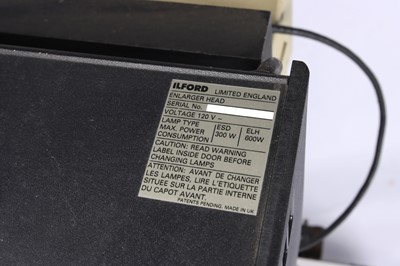 ILFORD LIMITED ENGLAND
ENLARGER HEAD
SERIAL No.
VOLTAGE 120 V ~
LAMP TYPE ESD ELH
MAX. POWER 300 W 600W
CONSUMPTION
CAUTION: READ WARNING
LABEL INSIDE DOOR BEFORE
CHANGING LAMPS
ATTENTION: AVANT DE CHANGER
LES LAMPES, LIRE L'ETIQUETTE
SITUÉE SUR LA PARTIE INTERNE
DU CAPOT AVANT.
PATENTS PENDING. MADE IN UK.